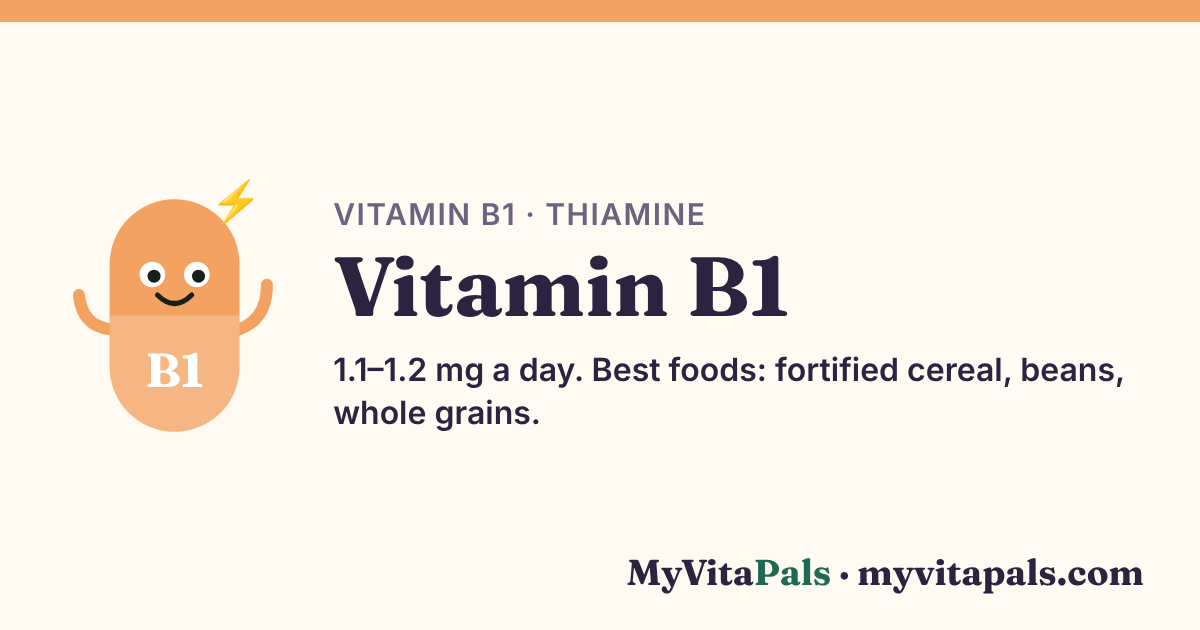 VITAMIN B1 · THIAMINE
Vitamin B1
B1
1.1–1.2 mg a day. Best foods: fortified cereal, beans,
whole grains.
MyVitaPals · myvitapals.com